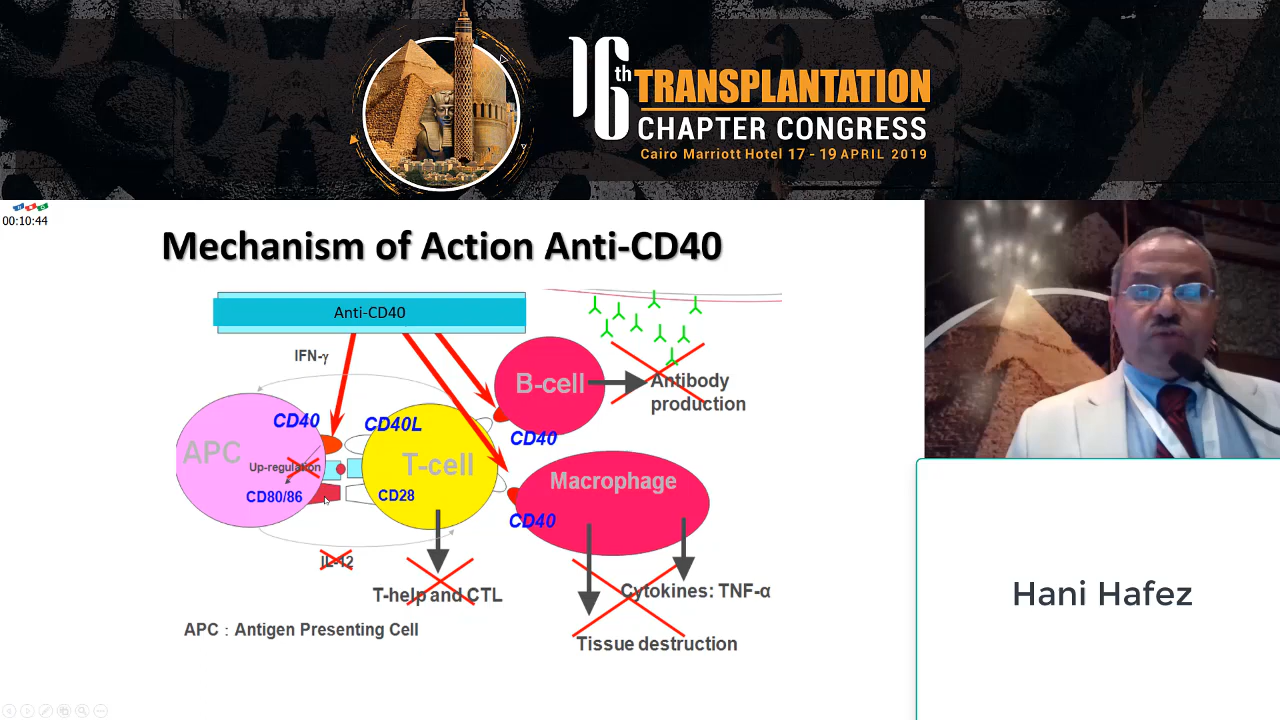 16th TRANSPLANTATION
CHAPTER CONGRESS
Cairo Marriott Hotel 17 - 19 APRIL 2019
00:10:44
Mechanism of Action Anti-CD40
Anti-CD40
IFN-γ
B-cell
Antibody
production
CD40
CD40L
CD40
APC
T-cell
Up-regulation
Macrophage
CD80/86
CD28
CD40
IL-12
T-help and CTL
Cytokines: TNF-α
APC : Antigen Presenting Cell
Tissue destruction
Hani Hafez